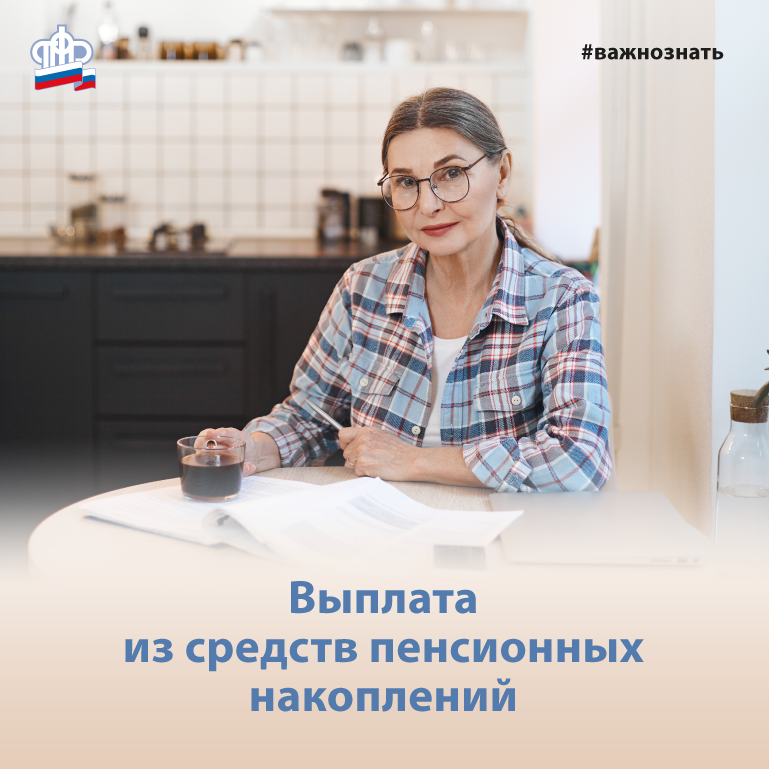 #важнознать
Выплата
из средств пенсионных
накоплений